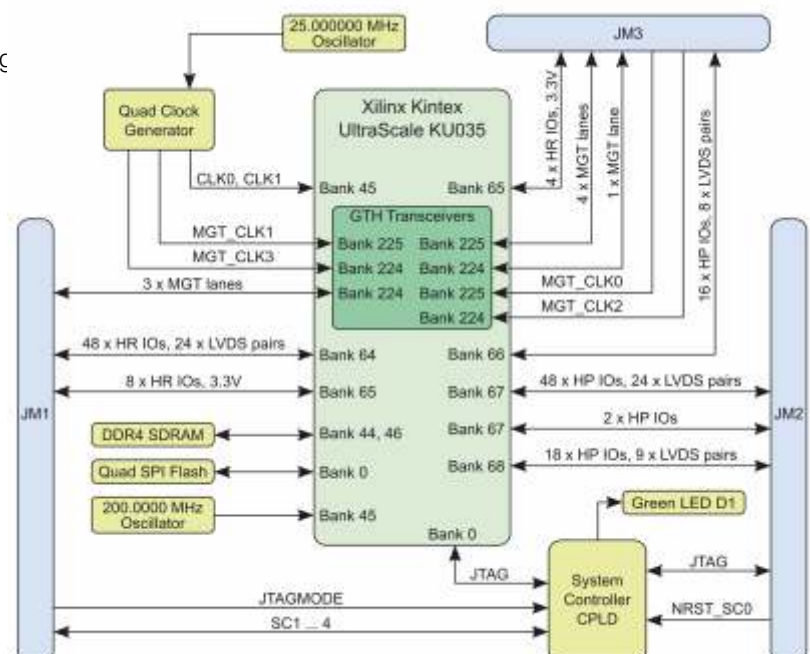 25.000000 MHz
Oscillator
JM3
g
Quad Clock
Generator
Xilinx Kintex
UltraScale KU035
4 x HR IOs, 3.3V
4 x MGT lanes
1 x MGT lane
16 x HP IOs, 8 x LVDS pairs
CLK0, CLK1
Bank 45
Bank 65
GTH Transceivers
MGT_CLK1
Bank 225
Bank 225
MGT_CLK3
Bank 224
Bank 224
MGT_CLK0
3 x MGT lanes
Bank 224
Bank 225
MGT_CLK2
Bank 224
48 x HR IOs, 24 x LVDS pairs
Bank 64
Bank 66
48 x HP IOs, 24 x LVDS pairs
8 x HR IOs, 3.3V
Bank 65
Bank 67
JM1
JM2
2 x HP IOs
DDR4 SDRAM
Bank 44, 46
Bank 67
18 x HP IOs, 9 x LVDS pairs
Quad SPI Flash
Bank 0
Bank 68
200.0000 MHz
Oscillator
Bank 45
Green LED D1
Bank 0
JTAG
JTAG
System
Controller
CPLD
JTAGMODE
NRST_SC0
SC1 ... 4